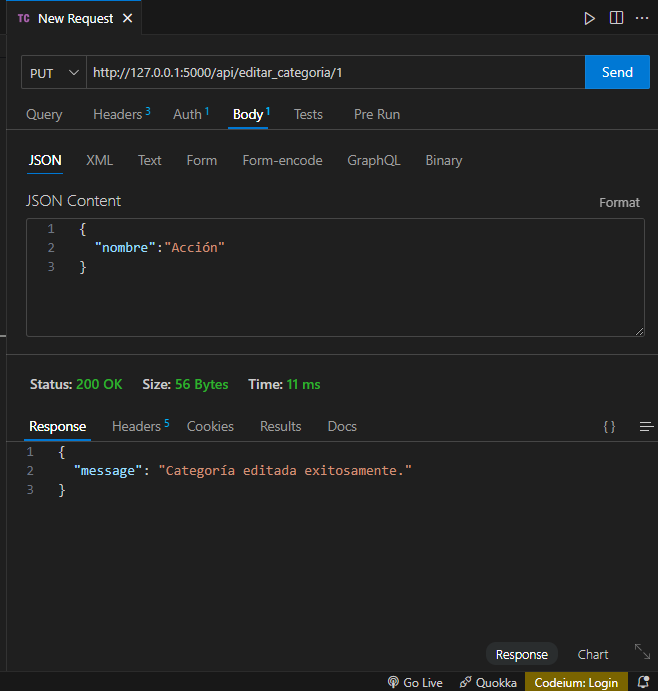 TC New Request
PUT http://127.0.0.1:5000/api/editar_categoria/1 Send
Query Headers 3 Auth 1 Body 1 Tests Pre Run
JSON XML Text Form Form-encode GraphQL Binary
JSON Content Format
1 {
2 "nombre":"Acción"
3 }
Status: 200 OK Size: 56 Bytes Time: 11 ms
Response Headers 5 Cookies Results Docs { }
1 {
2 "message": "Categoría editada exitosamente."
3 }
Response Chart
Go Live Quokka Codeium: Login